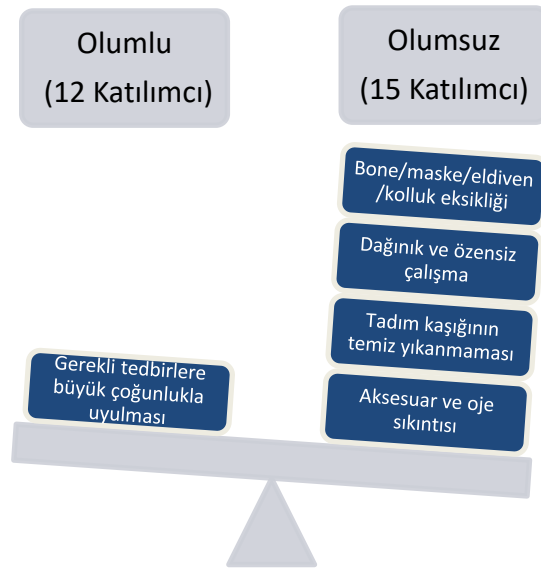 Olumlu
(12 Katılımcı)
Olumsuz
(15 Katılımcı)
Bone/maske/eldiven
/kolluk eksikliği
Dağınık ve özensiz
çalışma
Tadım kaşığının
temiz yıkanmaması
Aksesuar ve oje
sıkıntısı
Gerekli tedbirlere
büyük çoğunlukla
uyulması